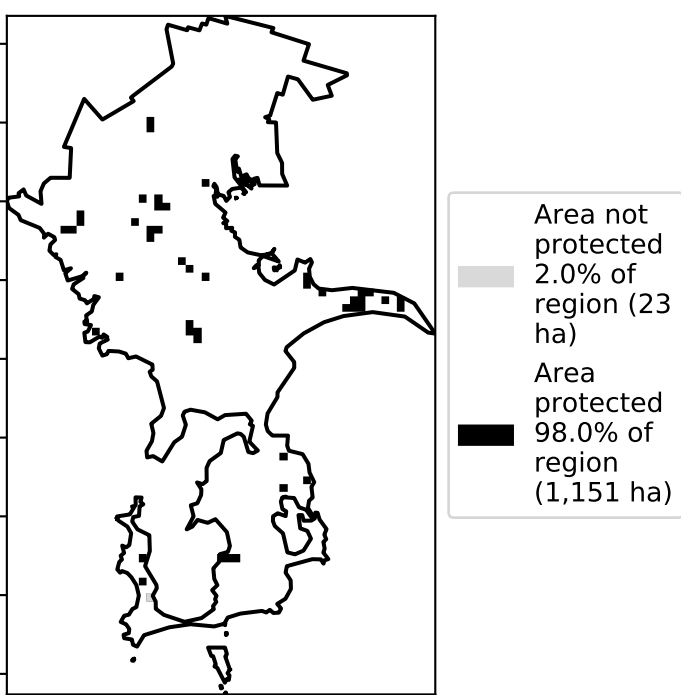 Area not
protected
2.0% of
region (23
ha)
Area
protected
98.0% of
region
(1,151 ha)